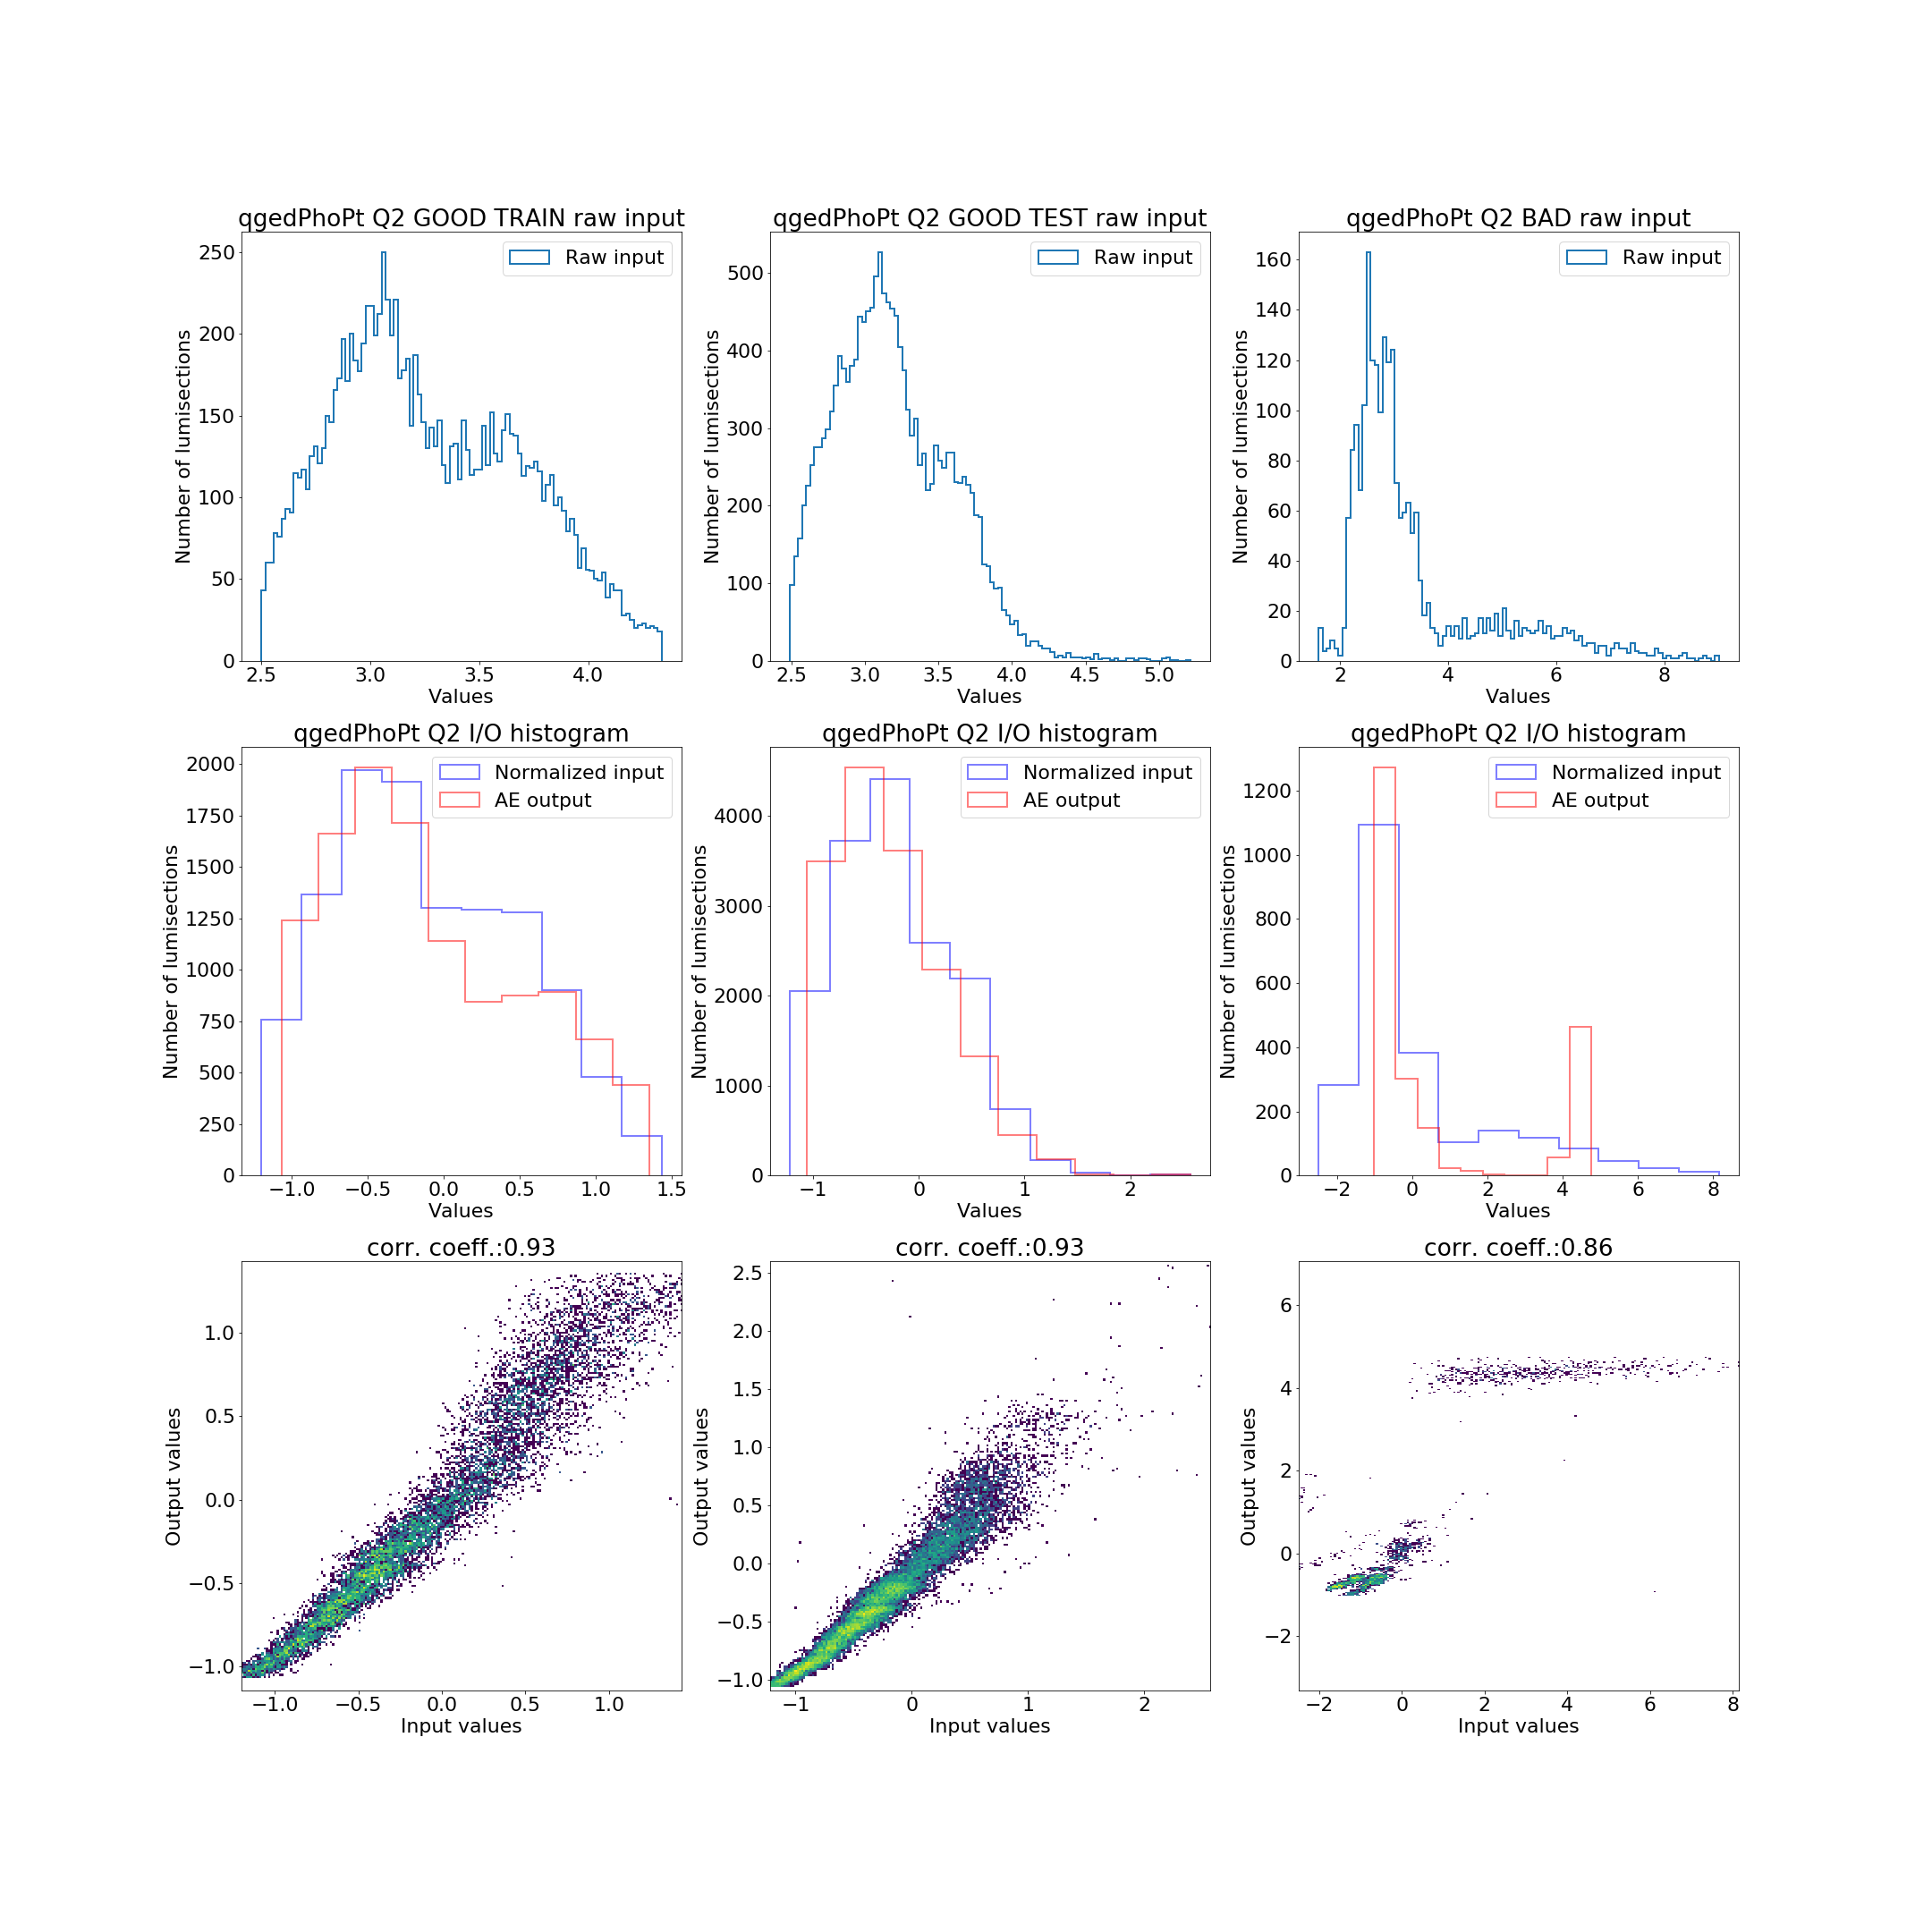 qgedPhoPt Q2 GOOD TRAIN raw input
Raw input
250
200
150
100
50
0
2.5 3.0 3.5 4.0
Values
Number of lumisections
qgedPhoPt Q2 GOOD TEST raw input
Raw input
500
400
300
200
100
0
2.5 3.0 3.5 4.0 4.5 5.0
Values
Number of lumisections
qgedPhoPt Q2 BAD raw input
Raw input
160
140
120
100
80
60
40
20
0
2 4 6 8
Values
Number of lumisections
qgedPhoPt Q2 I/O histogram
Normalized input
AE output
2000
1750
1500
1250
1000
750
500
250
0
−1.0 −0.5 0.0 0.5 1.0 1.5
Values
Number of lumisections
qgedPhoPt Q2 I/O histogram
Normalized input
AE output
4000
3000
2000
1000
0
−1 0 1 2
Values
Number of lumisections
qgedPhoPt Q2 I/O histogram
Normalized input
AE output
1200
1000
800
600
400
200
0
−2 0 2 4 6 8
Values
Number of lumisections
corr. coeff.:0.93
1.0
0.5
0.0
−0.5
−1.0
−1.0 −0.5 0.0 0.5 1.0
Input values
Output values
corr. coeff.:0.93
2.5
2.0
1.5
1.0
0.5
0.0
−0.5
−1.0
−1 0 1 2
Input values
Output values
corr. coeff.:0.86
6
4
2
0
−2
−2 0 2 4 6 8
Input values
Output values